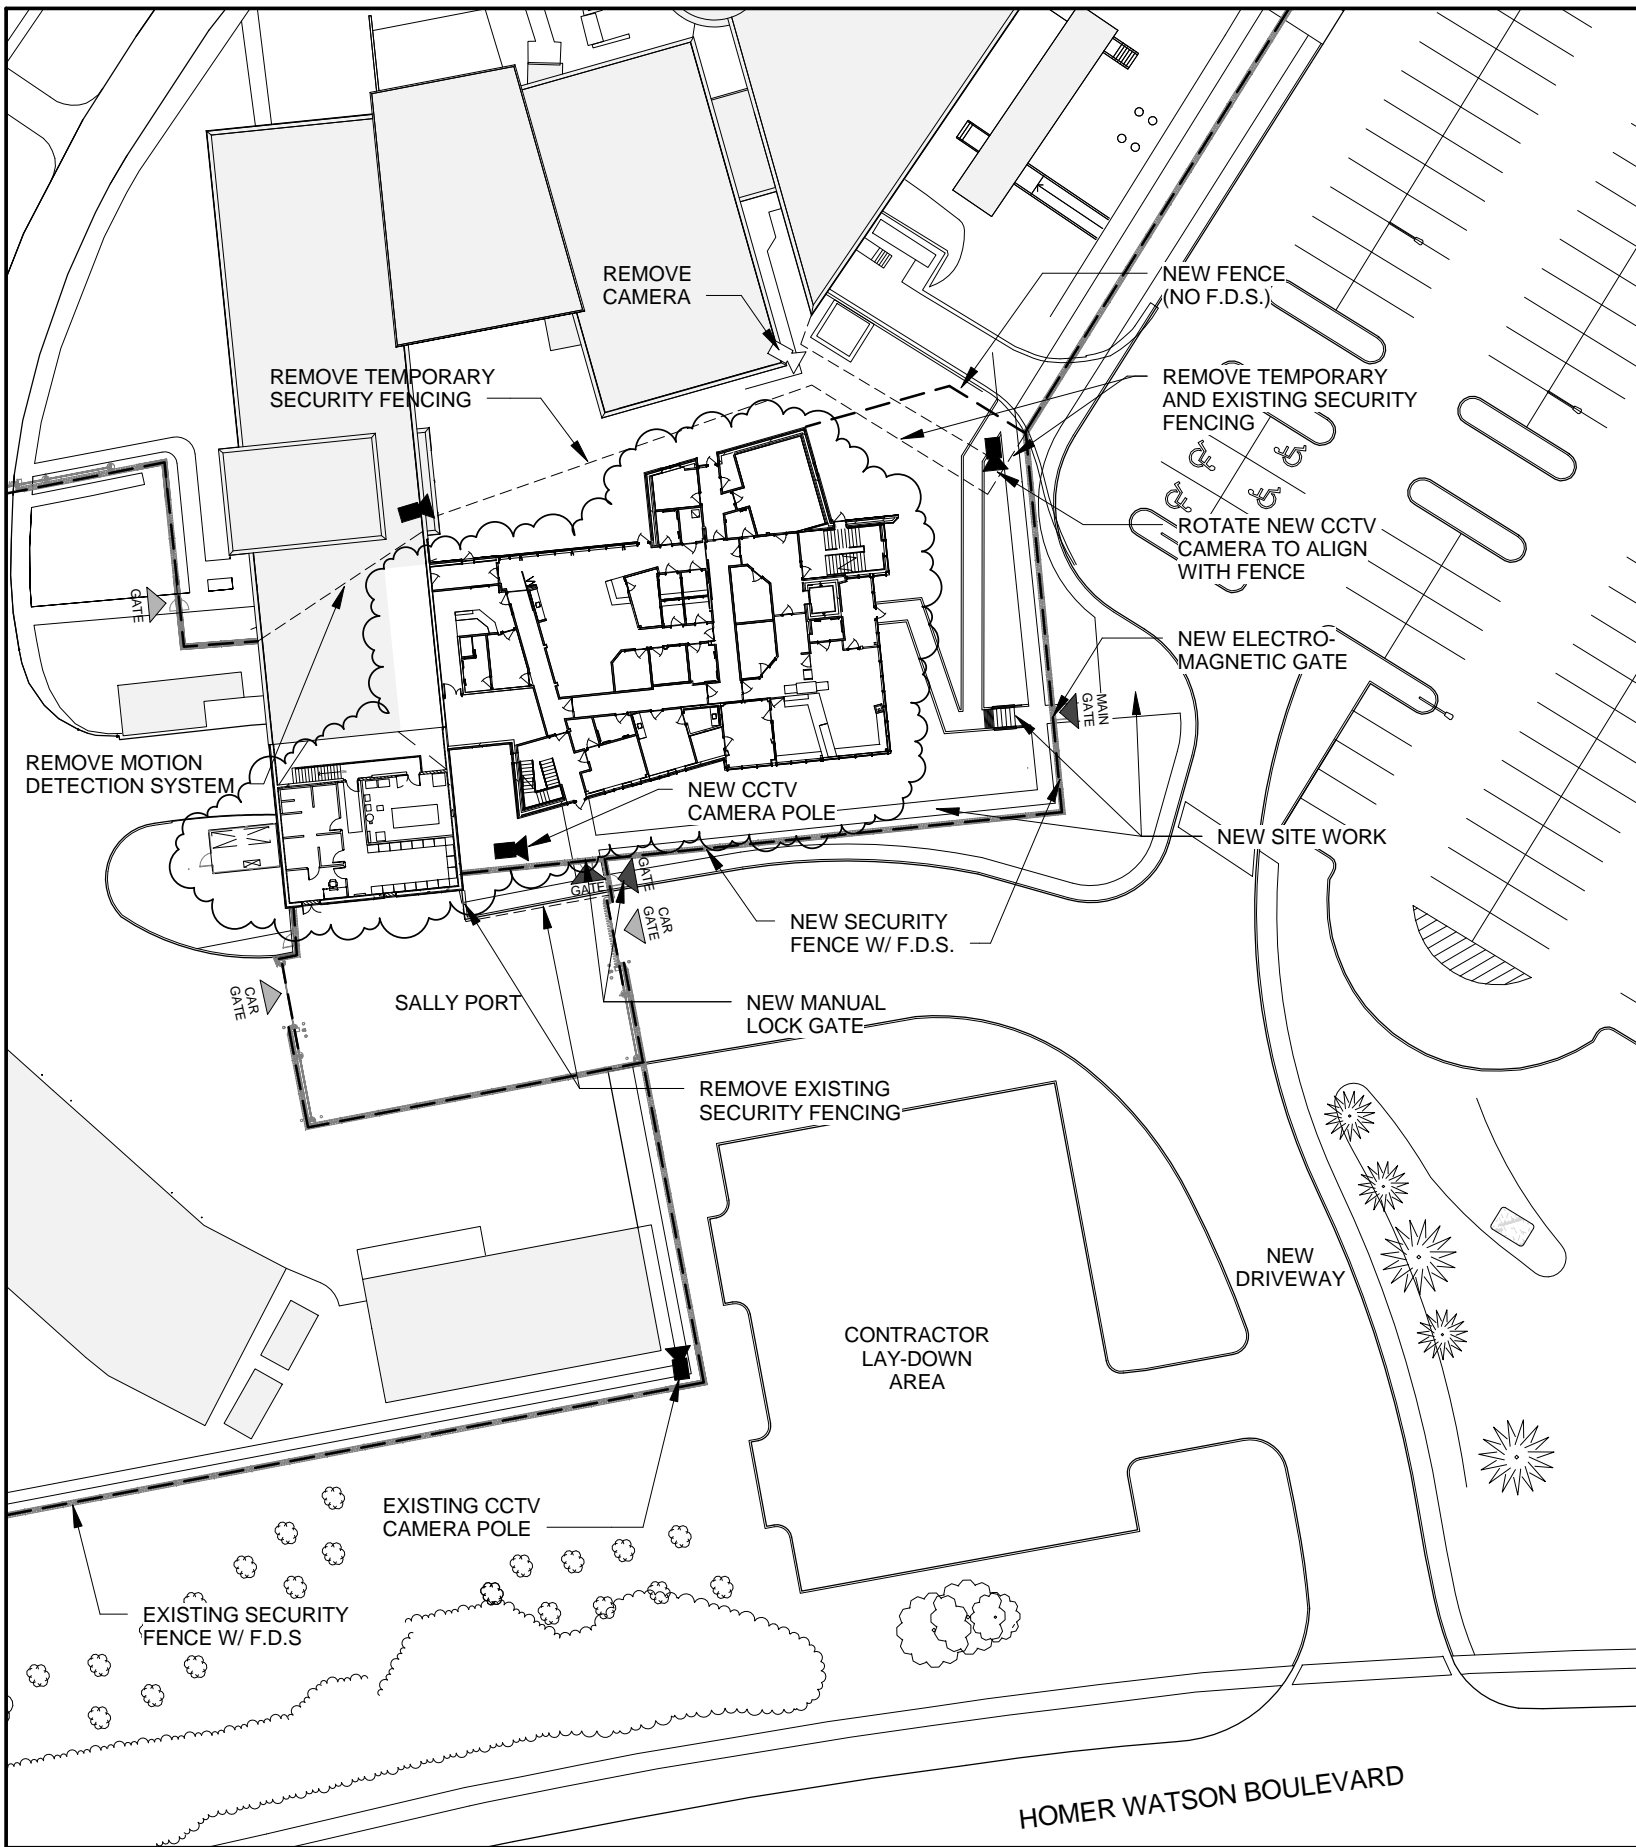 REMOVE
CAMERA
NEW FENCE
(NO F.D.S.)
REMOVE TEMPORARY
SECURITY FENCING
REMOVE TEMPORARY
AND EXISTING SECURITY
FENCING
ROTATE NEW CCTV
CAMERA TO ALIGN
WITH FENCE
GATE
NEW ELECTRO-
MAGNETIC GATE
MAIN
GATE
REMOVE MOTION
DETECTION SYSTEM
NEW CCTV
CAMERA POLE
NEW SITE WORK
GATE
GATE
CAR
GATE
NEW SECURITY
FENCE W/ F.D.S.
CAR
GATE
SALLY PORT
NEW MANUAL
LOCK GATE
REMOVE EXISTING
SECURITY FENCING
NEW
DRIVEWAY
CONTRACTOR
LAY-DOWN
AREA
EXISTING CCTV
CAMERA POLE
EXISTING SECURITY
FENCE W/ F.D.S
HOMER WATSON BOULEVARD